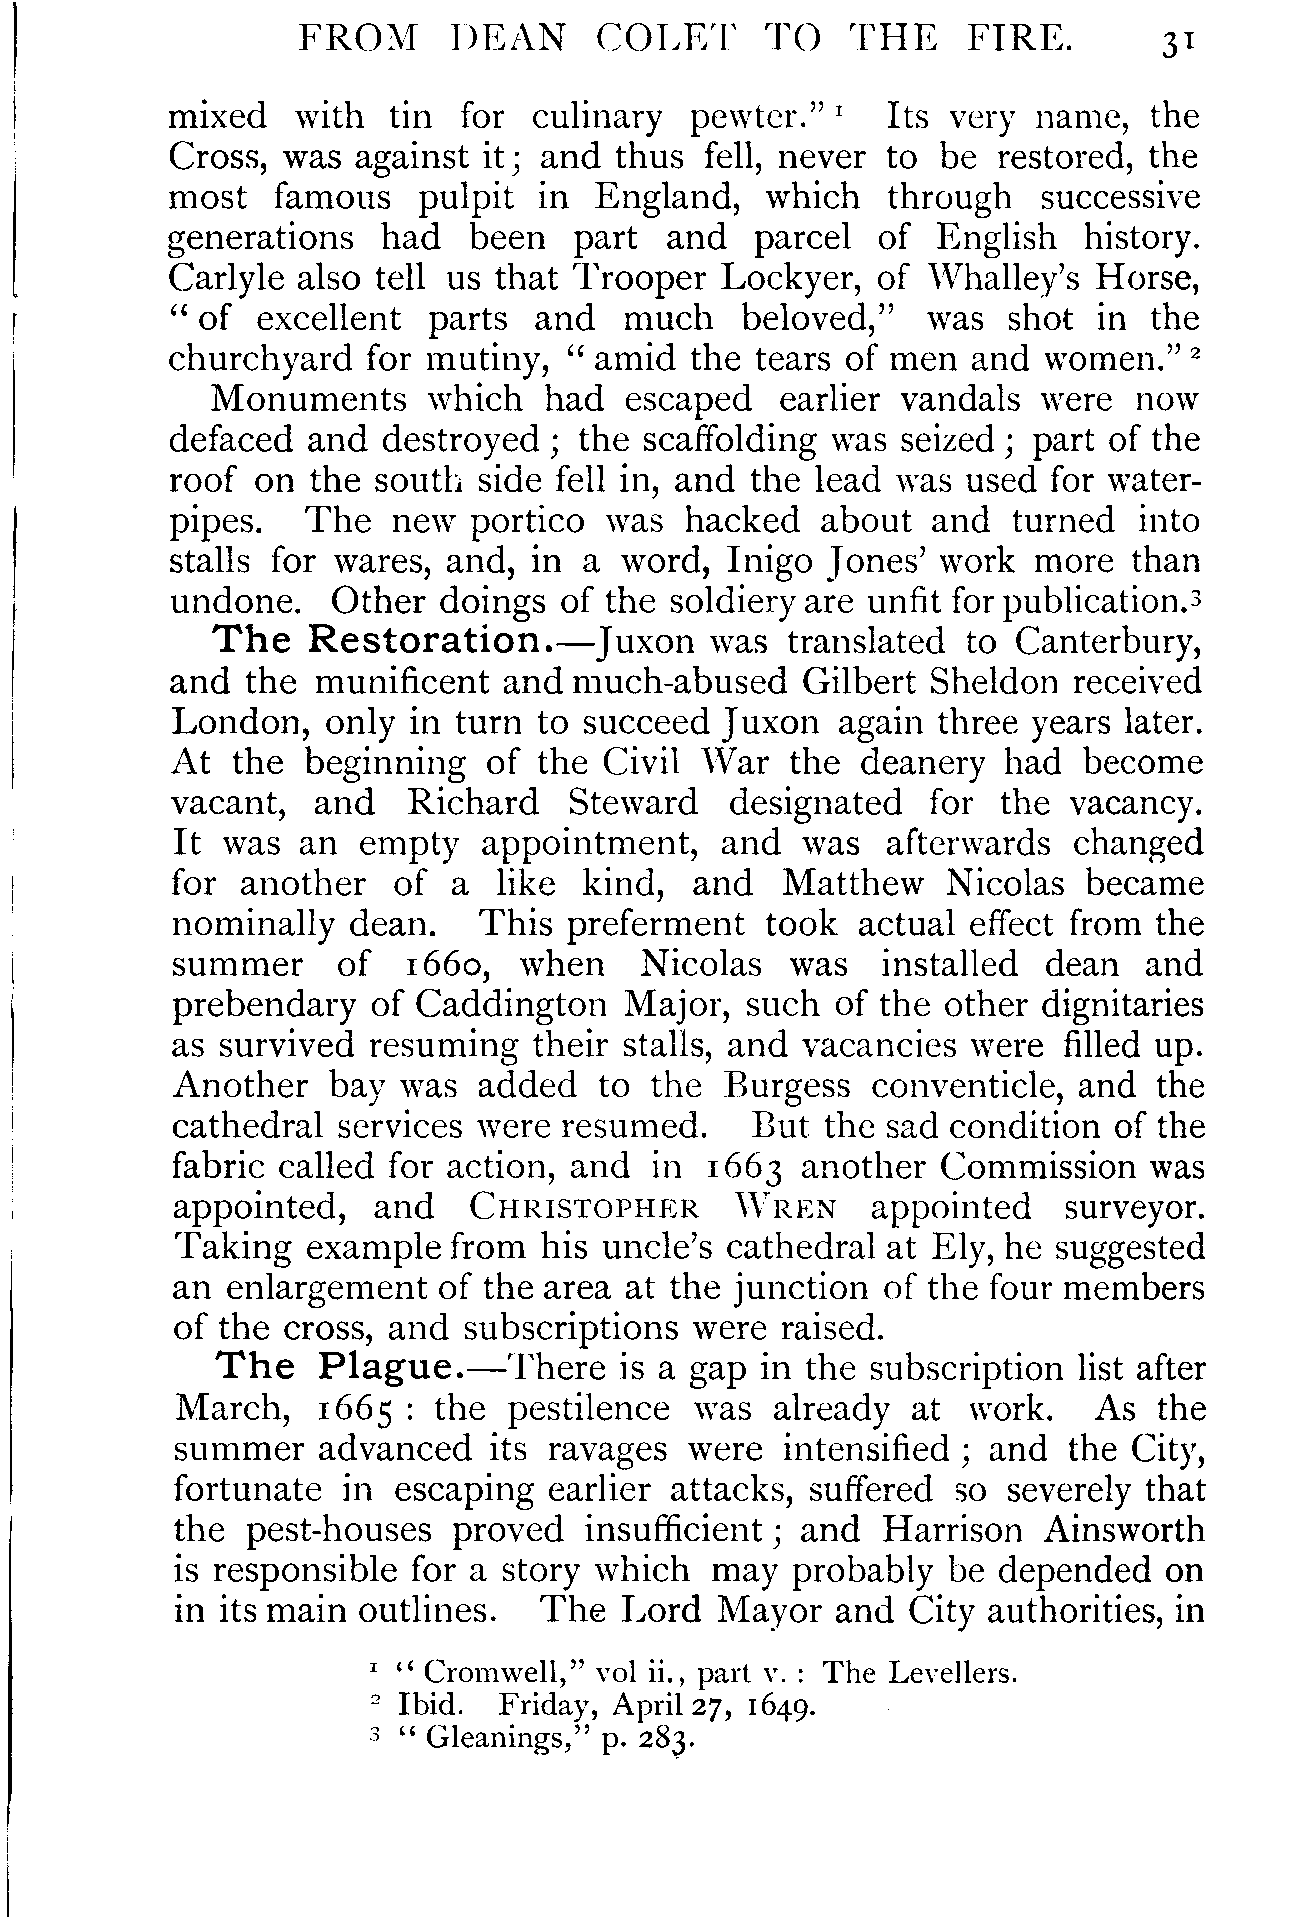 FROM DEAN COLET TO THE FIRE. 31
mixed with tin for culinary pewter." ¹ Its very name, the
Cross, was against it; and thus fell, never to be restored, the
most famous pulpit in England, which through successive
generations had been part and parcel of English history.
Carlyle also tell us that Trooper Lockyer, of Whalley's Horse,
" of excellent parts and much beloved," was shot in the
churchyard for mutiny, " amid the tears of men and women." ²
Monuments which had escaped earlier vandals were now
defaced and destroyed ; the scaffolding was seized ; part of the
roof on the south side fell in, and the lead was used for water-
pipes. The new portico was hacked about and turned into
stalls for wares, and, in a word, Inigo Jones' work more than
undone. Other doings of the soldiery are unfit for publication.³
The Restoration.—Juxon was translated to Canterbury,
and the munificent and much-abused Gilbert Sheldon received
London, only in turn to succeed Juxon again three years later.
At the beginning of the Civil War the deanery had become
vacant, and Richard Steward designated for the vacancy.
It was an empty appointment, and was afterwards changed
for another of a like kind, and Matthew Nicolas became
nominally dean. This preferment took actual effect from the
summer of 1660, when Nicolas was installed dean and
prebendary of Caddington Major, such of the other dignitaries
as survived resuming their stalls, and vacancies were filled up.
Another bay was added to the Burgess conventicle, and the
cathedral services were resumed. But the sad condition of the
fabric called for action, and in 1663 another Commission was
appointed, and CHRISTOPHER WREN appointed surveyor.
Taking example from his uncle's cathedral at Ely, he suggested
an enlargement of the area at the junction of the four members
of the cross, and subscriptions were raised.
The Plague.—There is a gap in the subscription list after
March, 1665 : the pestilence was already at work. As the
summer advanced its ravages were intensified ; and the City,
fortunate in escaping earlier attacks, suffered so severely that
the pest-houses proved insufficient ; and Harrison Ainsworth
is responsible for a story which may probably be depended on
in its main outlines. The Lord Mayor and City authorities, in
¹ " Cromwell," vol ii., part v. : The Levellers.
² Ibid. Friday, April 27, 1649.
³ " Gleanings," p. 283.